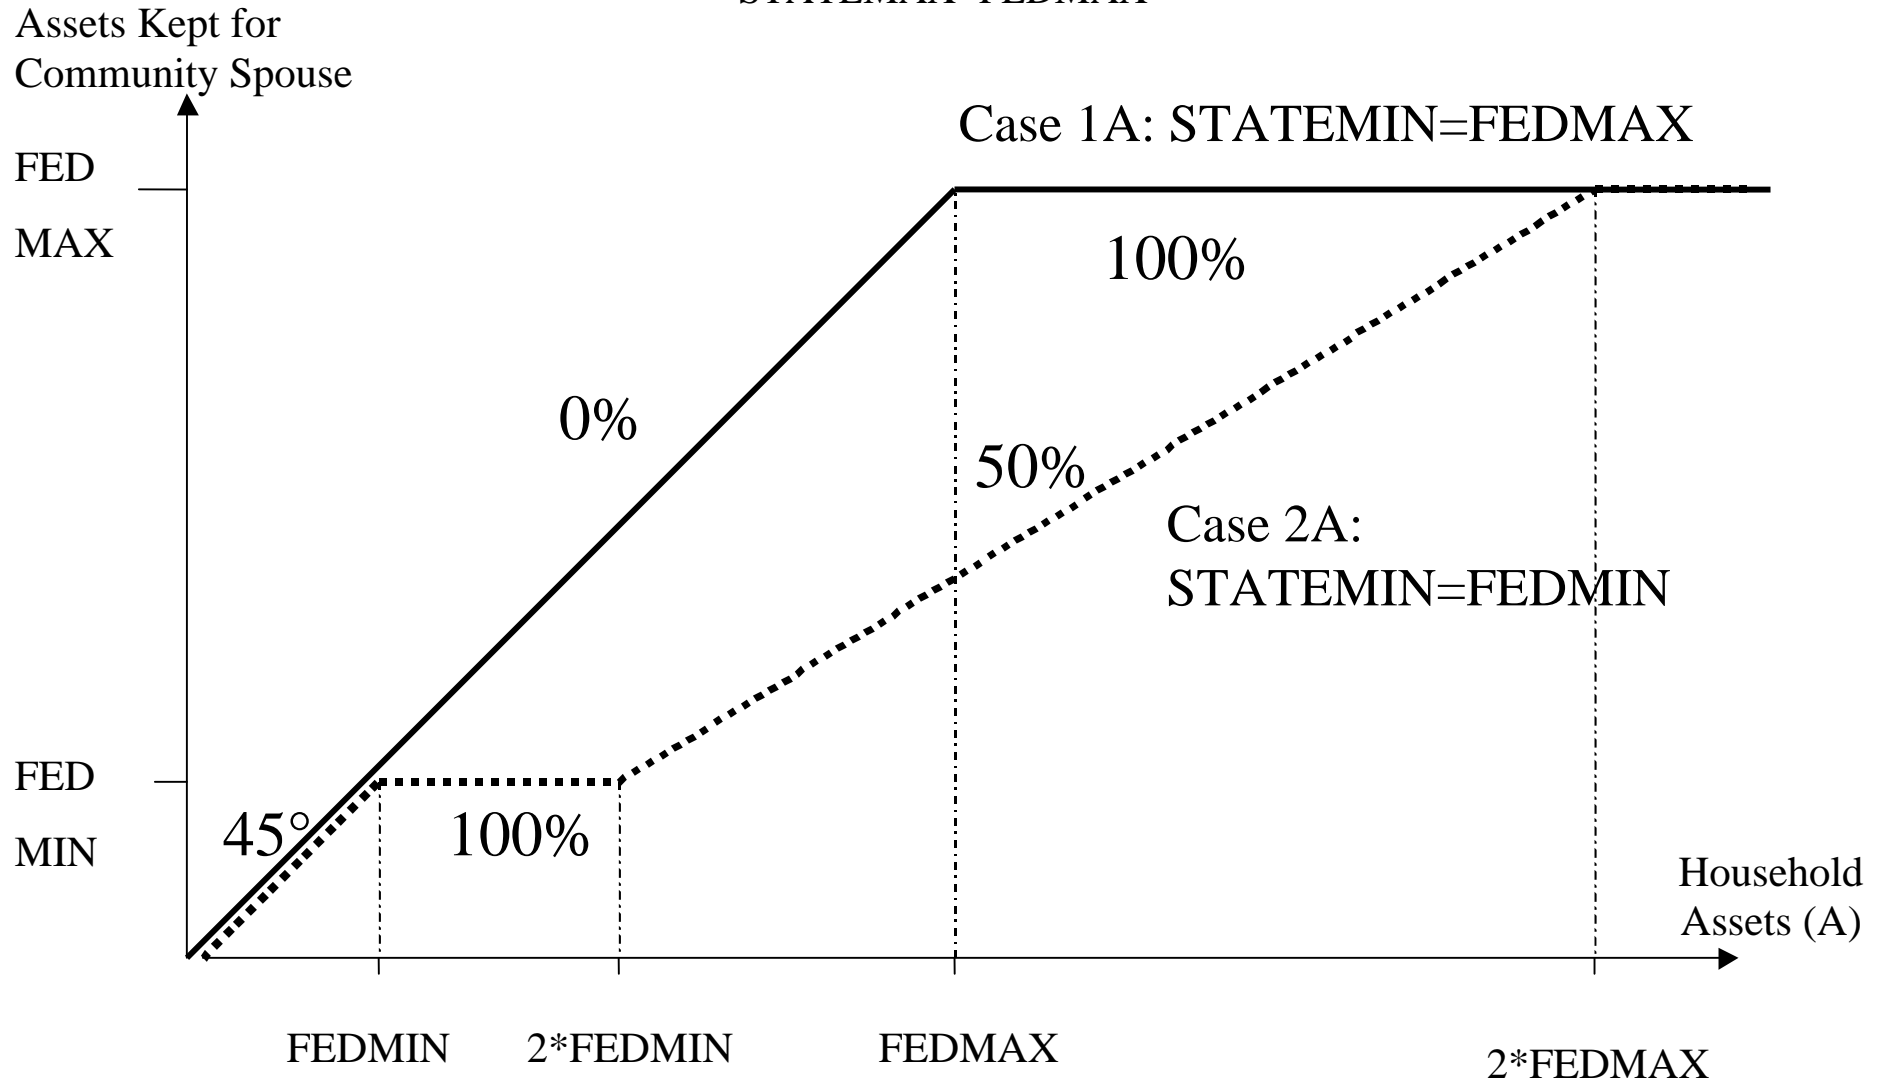 Assets Kept for
Community Spouse
Case 1A: STATEMIN=FEDMAX
FED
MAX
100%
0%
50%
Case 2A:
STATEMIN=FEDMIN
FED
MIN
45°
100%
Household
Assets (A)
FEDMIN
2*FEDMIN
FEDMAX
2*FEDMAX